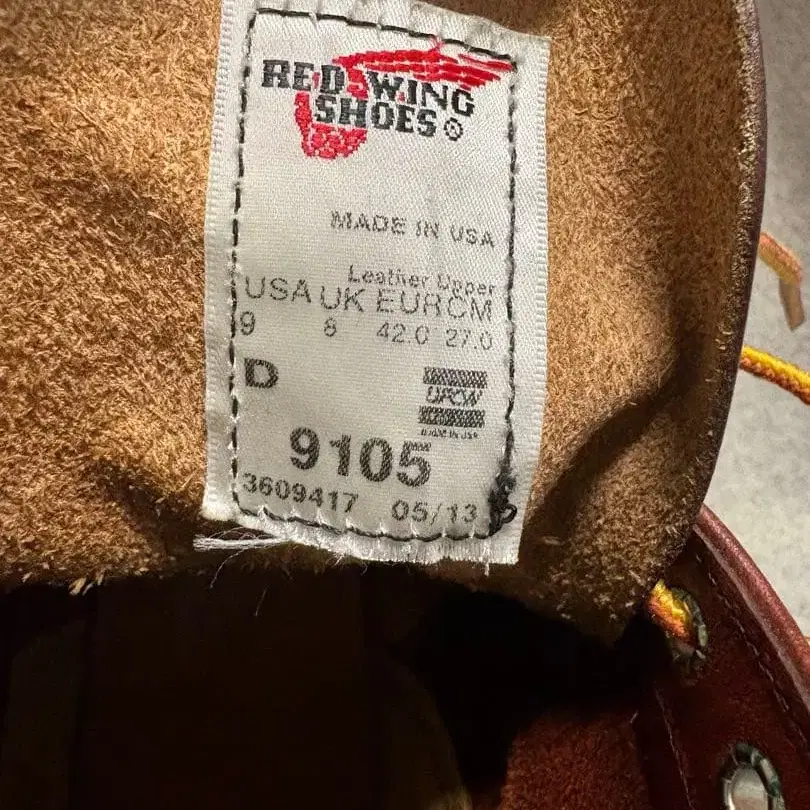 RED WING
SHOES ®
MADE IN USA
Leather Upper
USA UK EUR CM
9 8 42.0 27.0
D
UFCW
MADE IN USA
9105
3609417 05/13